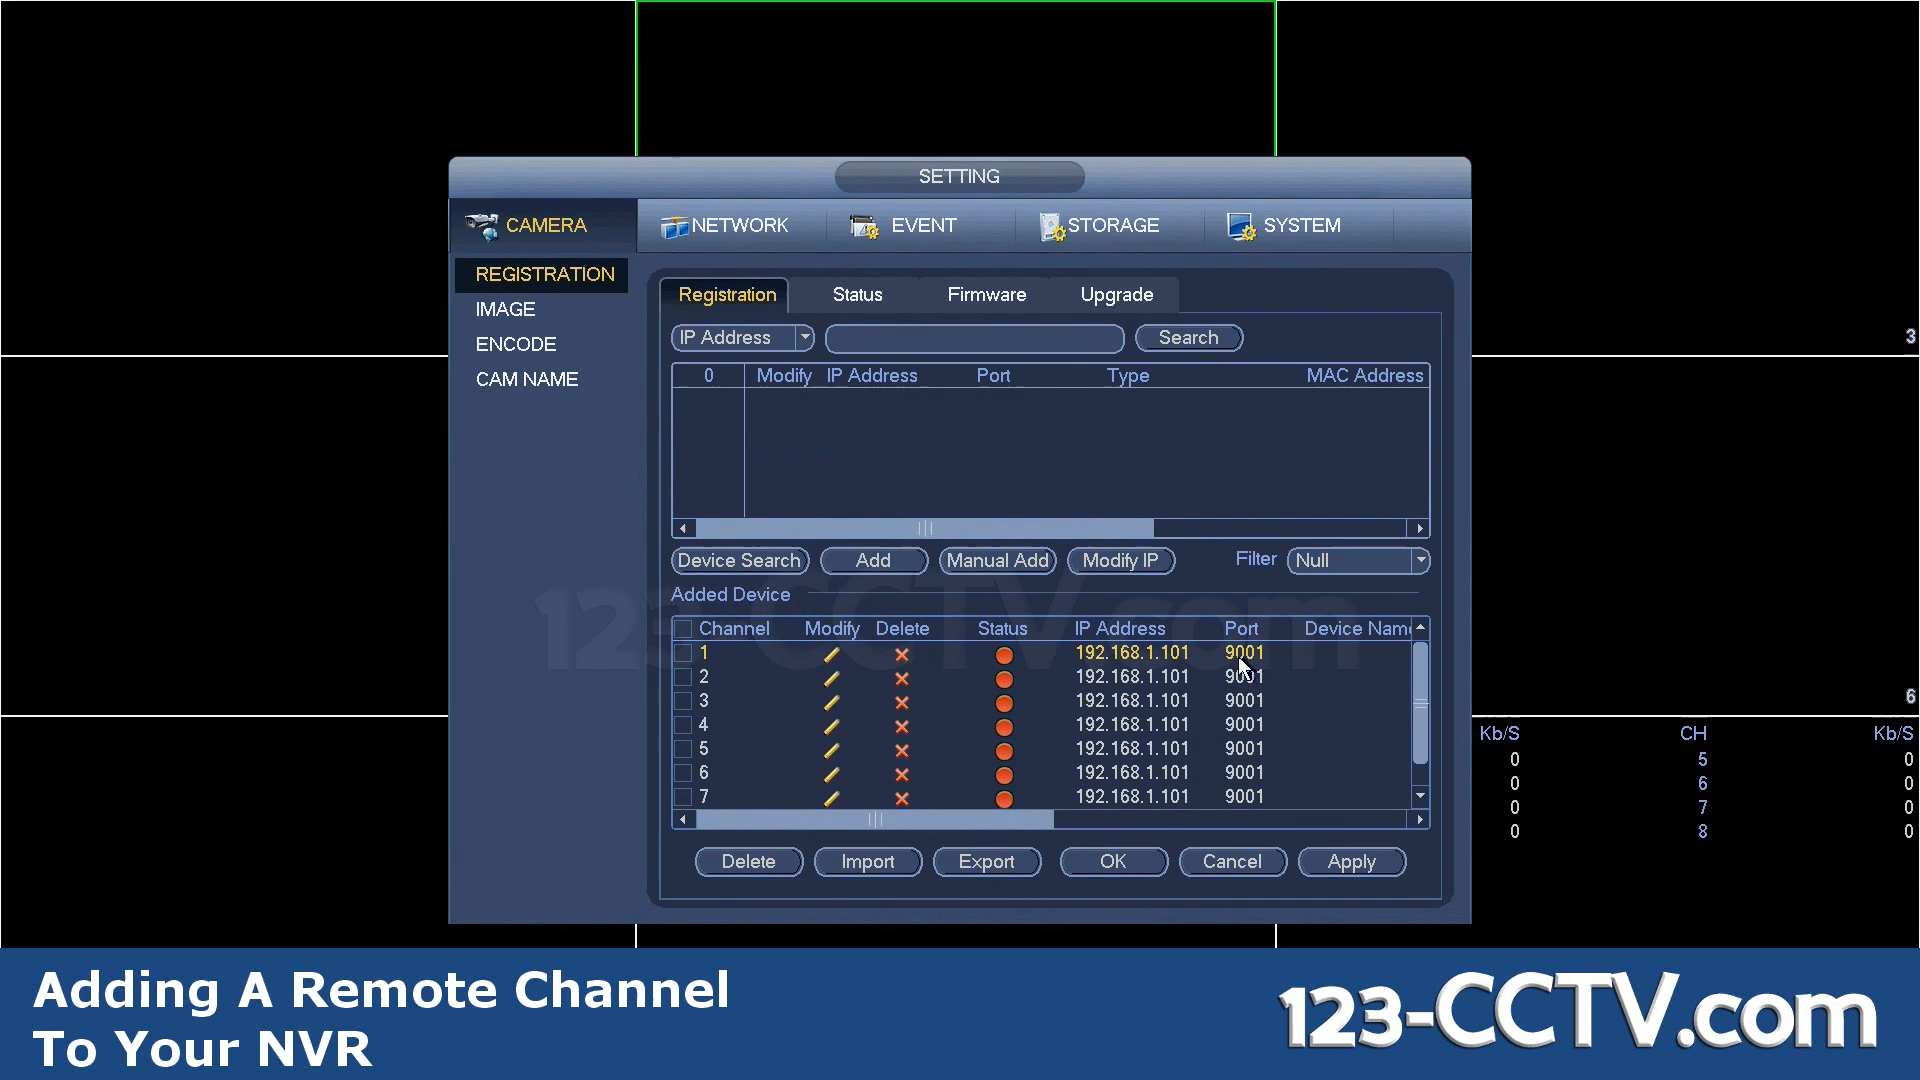 SETTING
CAMERA NETWORK EVENT STORAGE SYSTEM
REGISTRATION
IMAGE
ENCODE
CAM NAME
Registration Status Firmware Upgrade
IP Address Search
0 Modify IP Address Port Type MAC Address
Device Search Add Manual Add Modify IP Filter Null
Added Device
Channel Modify Delete Status IP Address Port Device Nam
1 192.168.1.101 9001
2 192.168.1.101 9001
3 192.168.1.101 9001
4 192.168.1.101 9001
5 192.168.1.101 9001
6 192.168.1.101 9001
7 192.168.1.101 9001
Delete Import Export OK Cancel Apply
123-CCTV.com
3
6
Kb/S CH Kb/S
0 5 0
0 6 0
0 7 0
0 8 0
Adding A Remote Channel
To Your NVR
123-CCTV.com